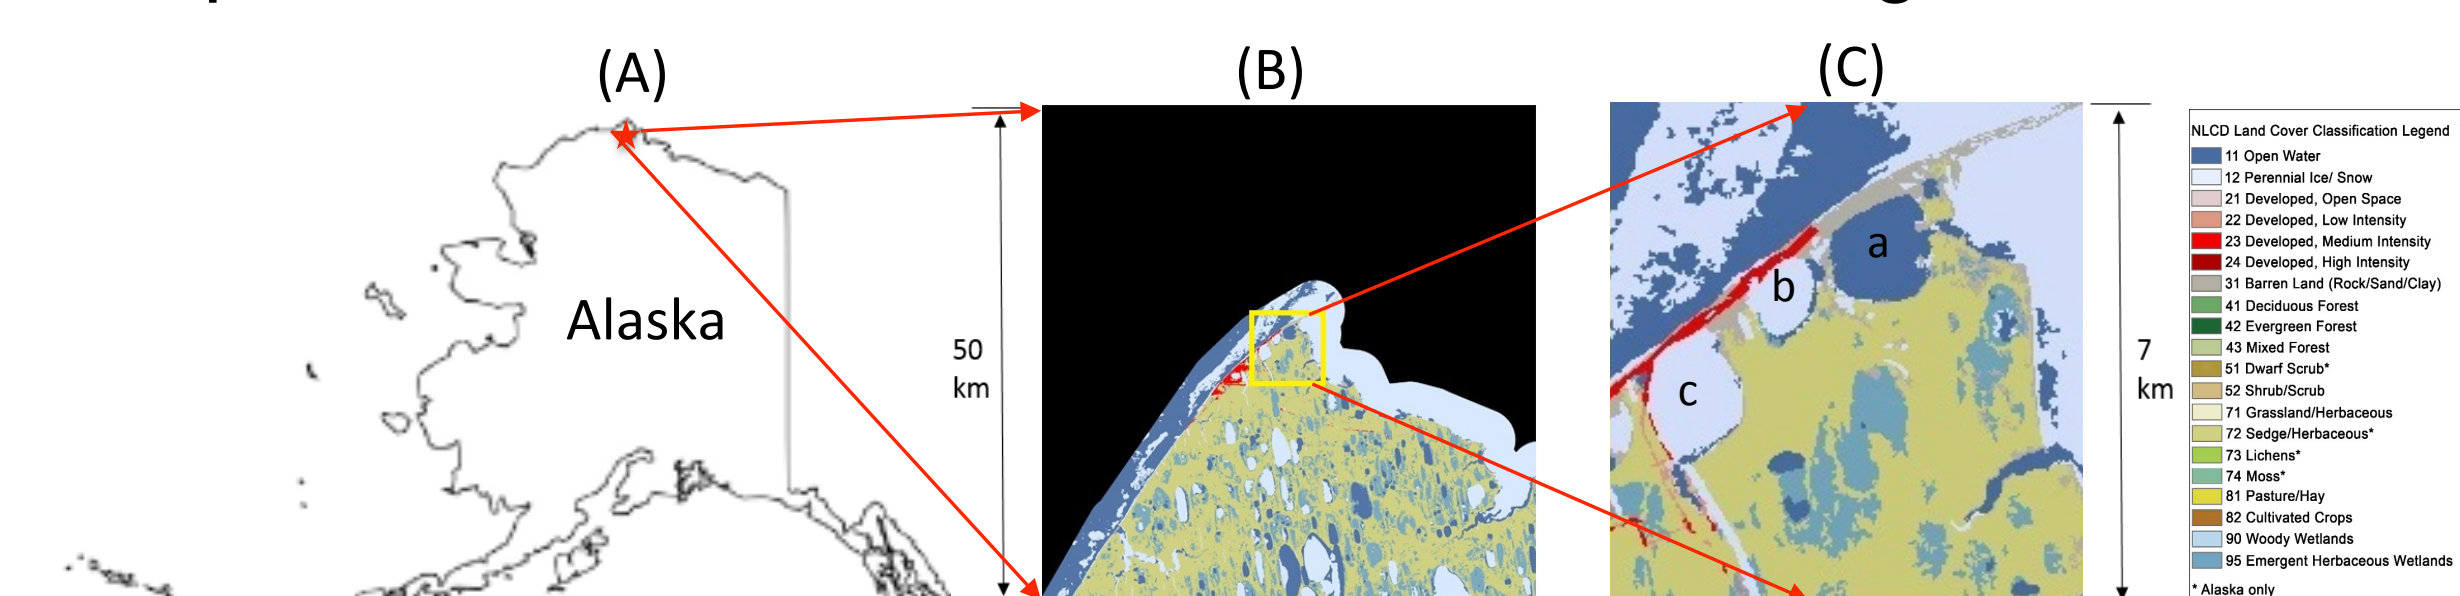 (A)
(B)
(C)
Alaska
50
km
a
b
c
7
km
NLCD Land Cover Classification Legend
11 Open Water
12 Perennial Ice/ Snow
21 Developed, Open Space
22 Developed, Low Intensity
23 Developed, Medium Intensity
24 Developed, High Intensity
31 Barren Land (Rock/Sand/Clay)
41 Deciduous Forest
42 Evergreen Forest
43 Mixed Forest
51 Dwarf Scrub*
52 Shrub/Scrub
71 Grassland/Herbaceous
72 Sedge/Herbaceous*
73 Lichens*
74 Moss*
81 Pasture/Hay
82 Cultivated Crops
90 Woody Wetlands
95 Emergent Herbaceous Wetlands
* Alaska only